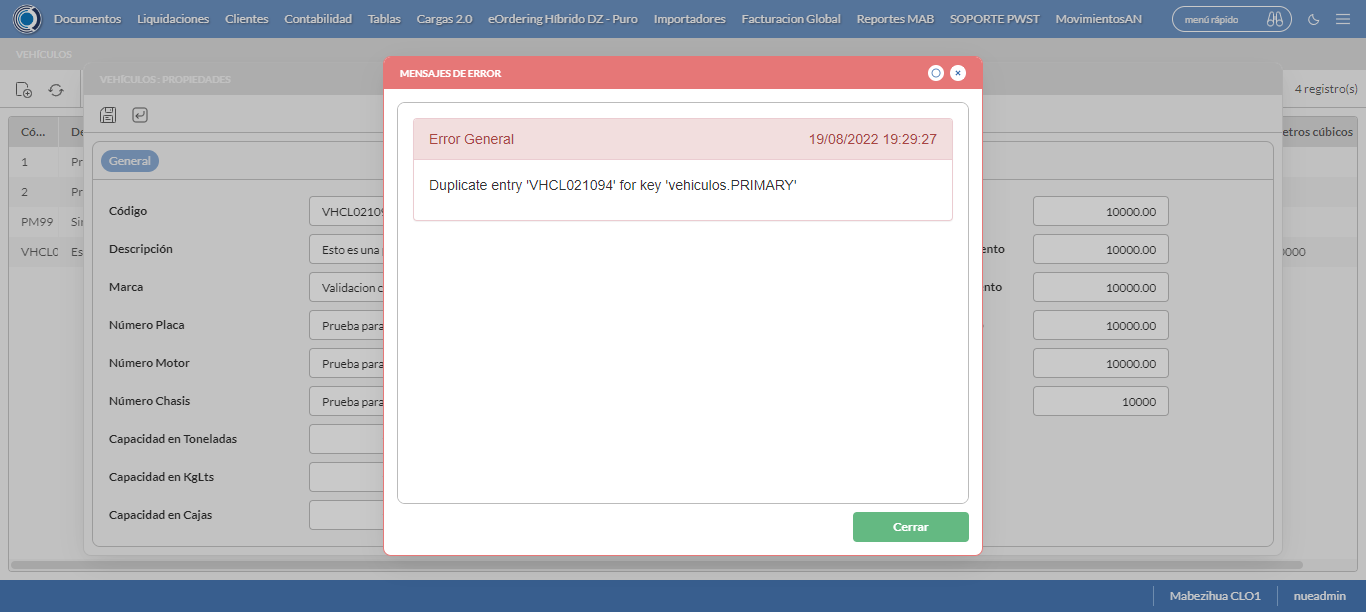 Documentos Liquidaciones Clientes Contabilidad Tablas Cargas 2.0 eOrdering Híbrido DZ - Puro Importadores Facturacion Global Reportes MAB SOPORTE PWST MovimientosAN menú rápido
VEHÍCULOS
VEHÍCULOS : PROPIEDADES
MENSAJES DE ERROR
4 registro(s)
Có... De etros cúbicos
Error General 19/08/2022 19:29:27
General
1 Pr
Duplicate entry 'VHCL021094' for key 'vehiculos.PRIMARY'
2 Pr
Código VHCL02109 10000.00
PM99 Sin
Descripción Esto es una ento 10000.00
VHCL0 Es 0000
Marca Validacion c nto 10000.00
Número Placa Prueba para 10000.00
Número Motor Prueba para 10000.00
Número Chasis Prueba para 10000
Capacidad en Toneladas
Capacidad en KgLts
Capacidad en Cajas
Cerrar
Mabezihua CLO1 nueadmin